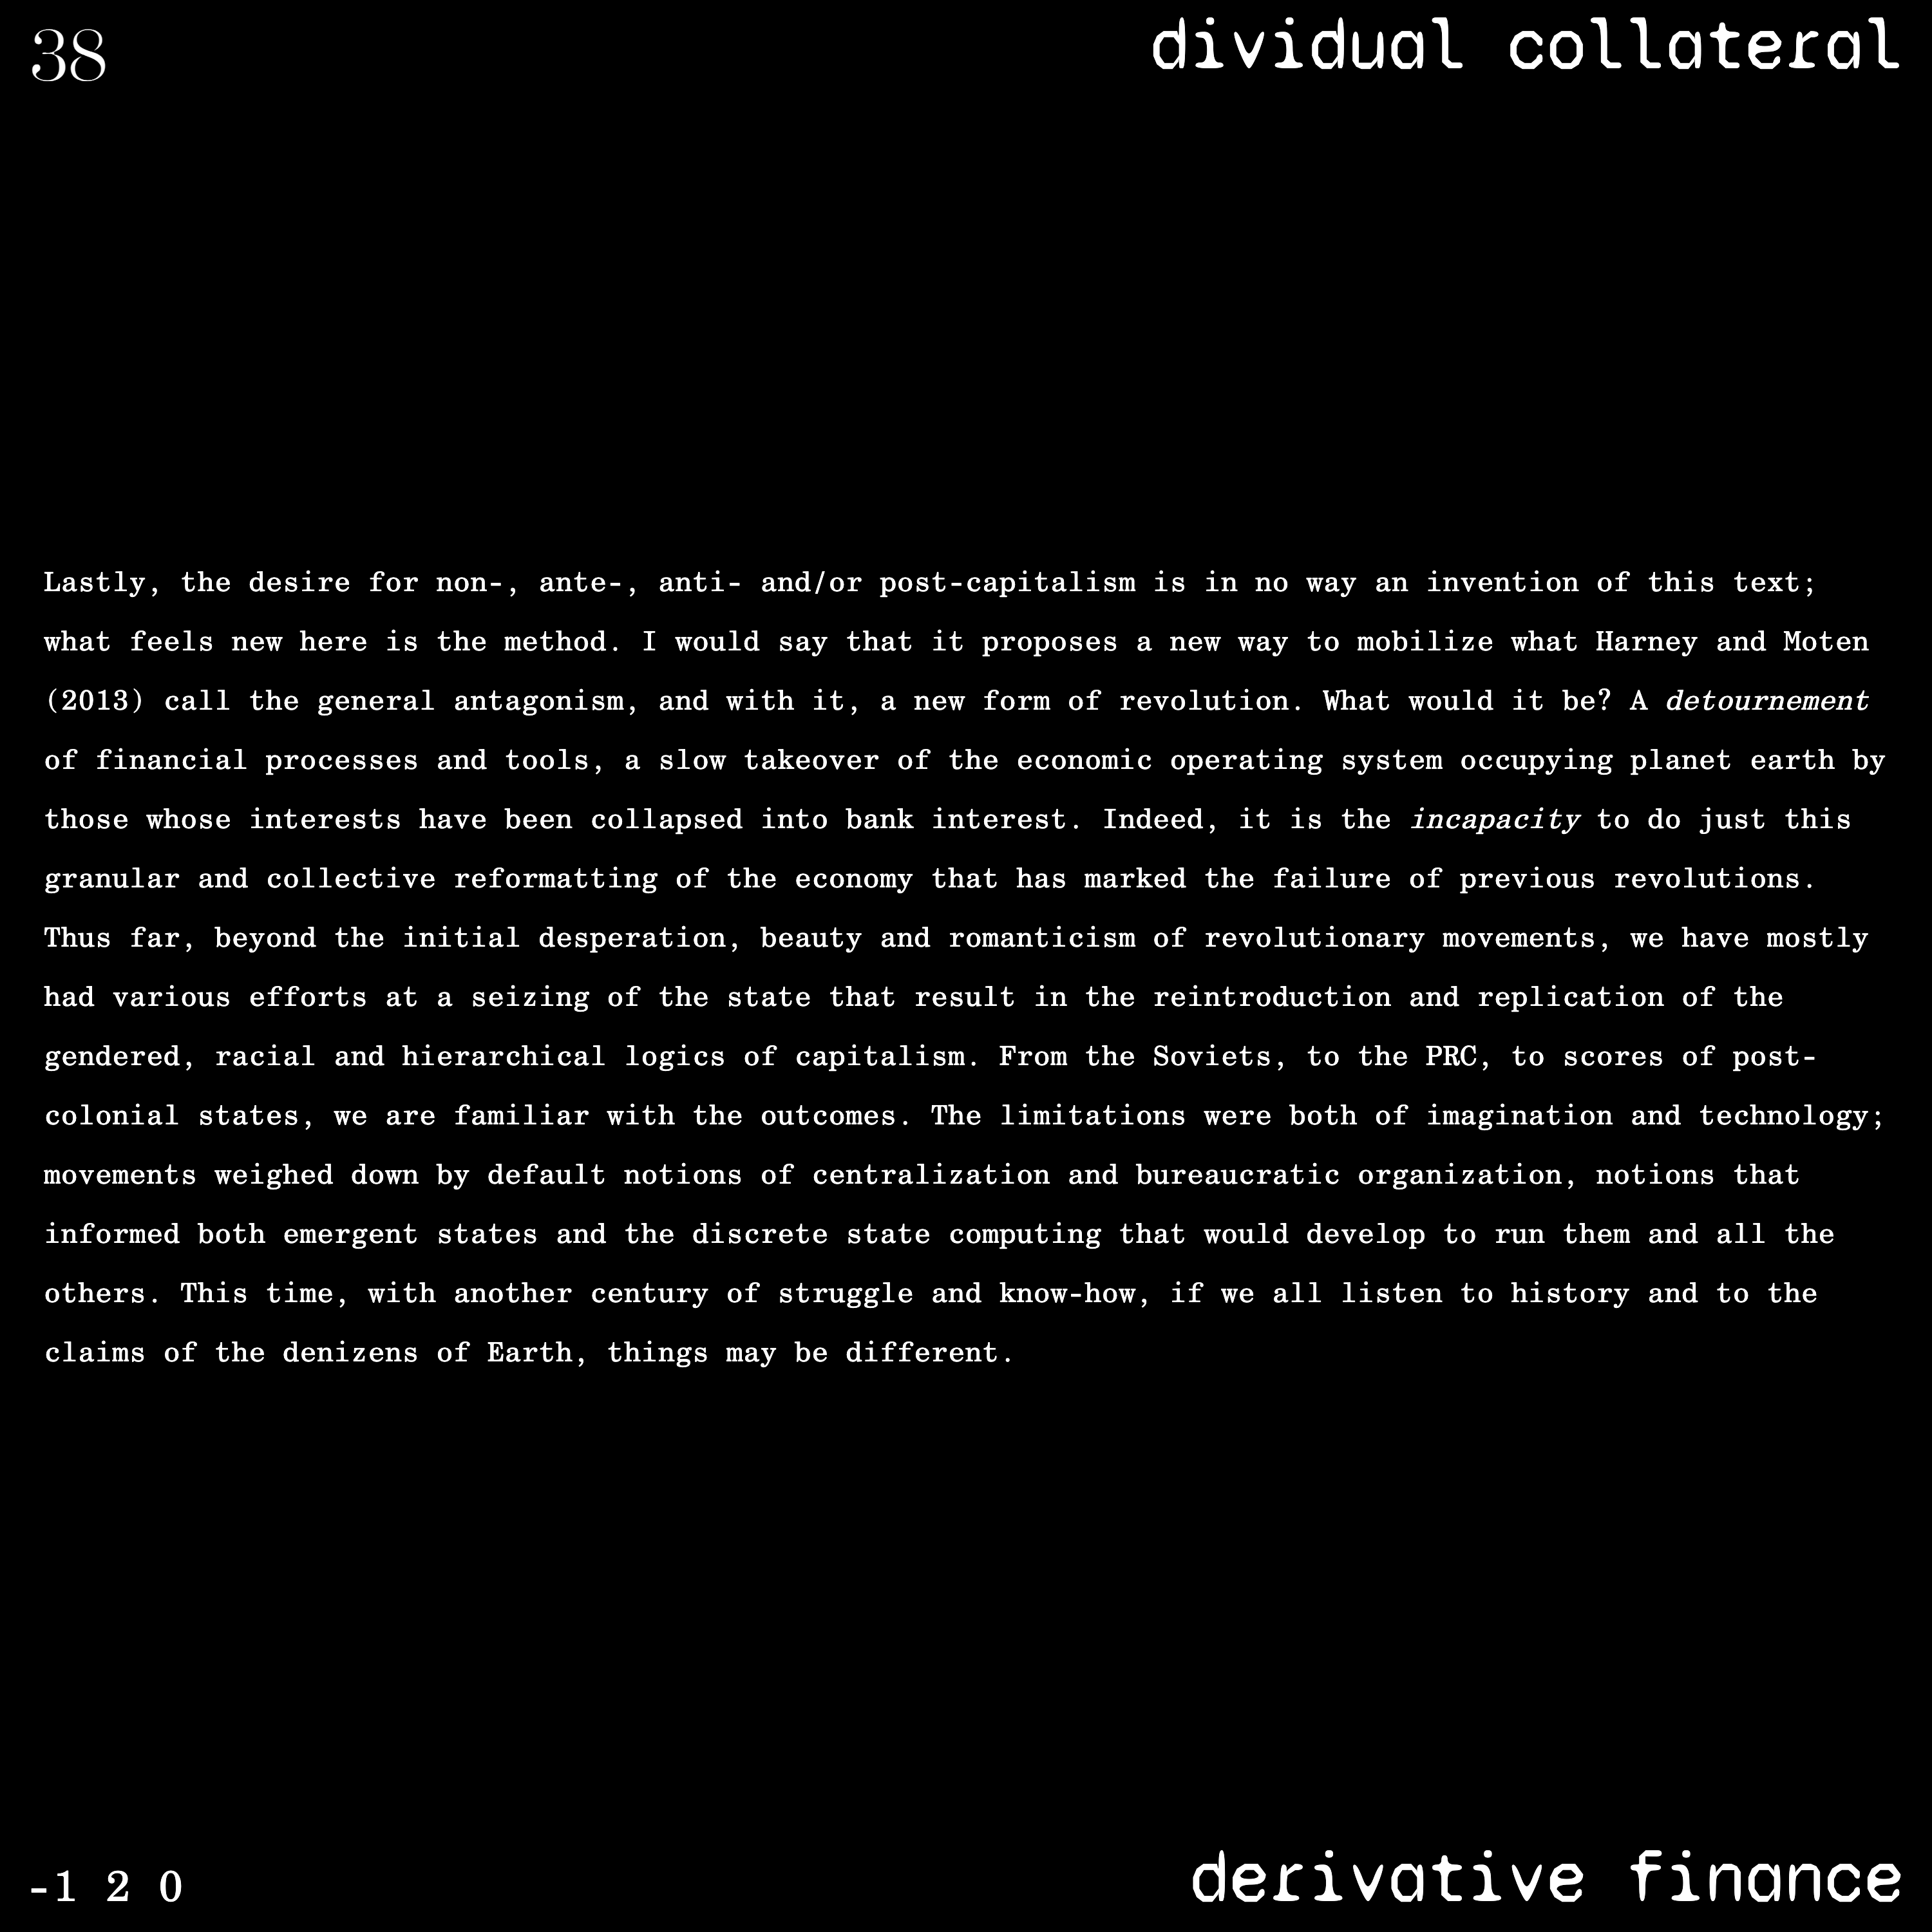 38
dividual collateral
Lastly, the desire for non-, ante-, anti- and/or post-capitalism is in no way an invention of this text;
what feels new here is the method. I would say that it proposes a new way to mobilize what Harney and Moten
(2013) call the general antagonism, and with it, a new form of revolution. What would it be? A detournement
of financial processes and tools, a slow takeover of the economic operating system occupying planet earth by
those whose interests have been collapsed into bank interest. Indeed, it is the incapacity to do just this
granular and collective reformatting of the economy that has marked the failure of previous revolutions.
Thus far, beyond the initial desperation, beauty and romanticism of revolutionary movements, we have mostly
had various efforts at a seizing of the state that result in the reintroduction and replication of the
gendered, racial and hierarchical logics of capitalism. From the Soviets, to the PRC, to scores of post-
colonial states, we are familiar with the outcomes. The limitations were both of imagination and technology;
movements weighed down by default notions of centralization and bureaucratic organization, notions that
informed both emergent states and the discrete state computing that would develop to run them and all the
others. This time, with another century of struggle and know-how, if we all listen to history and to the
claims of the denizens of Earth, things may be different.
-1 2 0
derivative finance